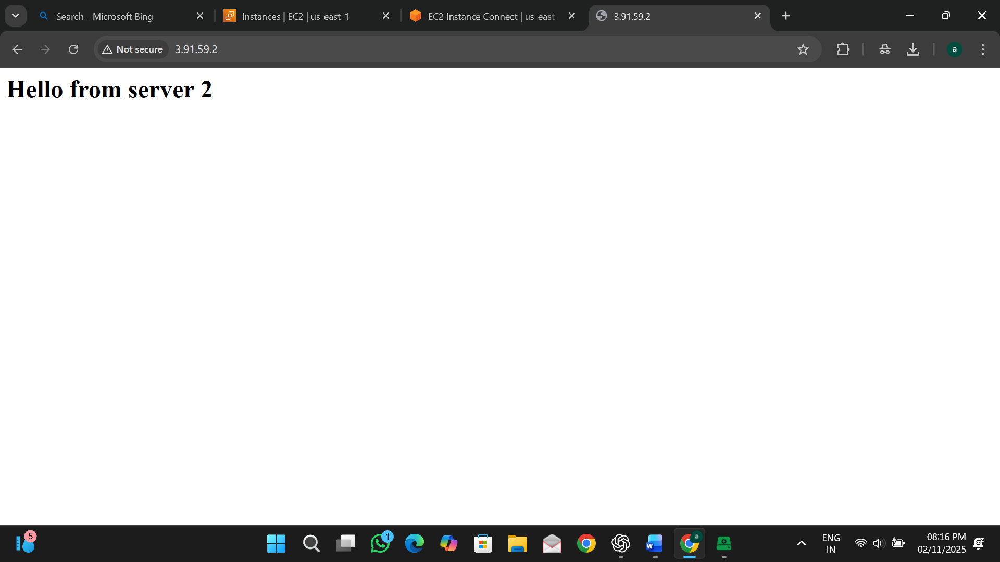 Search - Microsoft Bing
Instances | EC2 | us-east-1
EC2 Instance Connect | us-east-
3.91.59.2
Not secure
3.91.59.2
a
Hello from server 2
5
1
W
a
ENG
IN
08:16 PM
02/11/2025